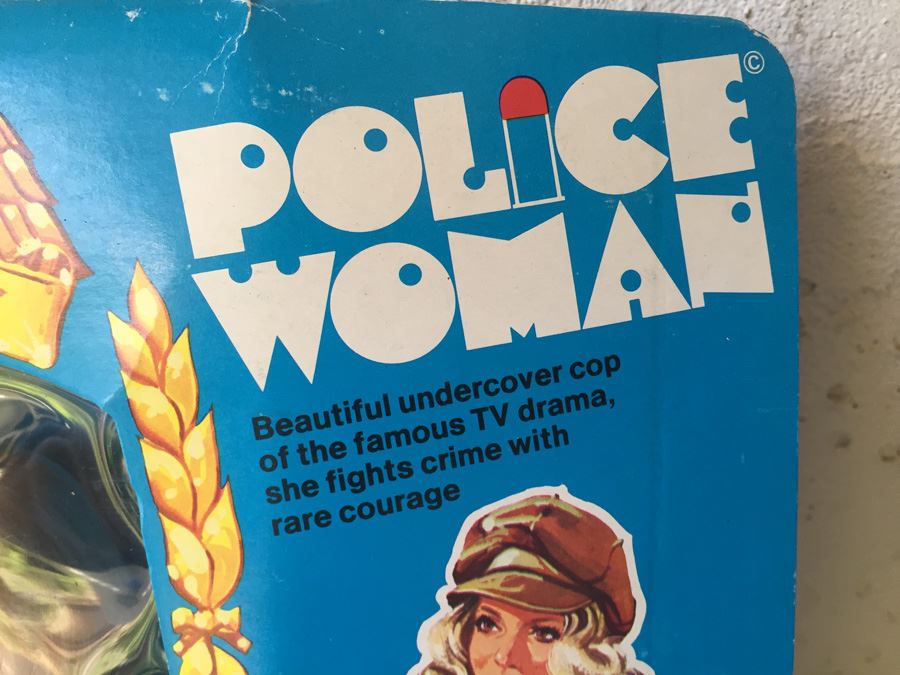 POLICE ©
WOMAN
Beautiful undercover cop
of the famous TV drama,
she fights crime with
rare courage